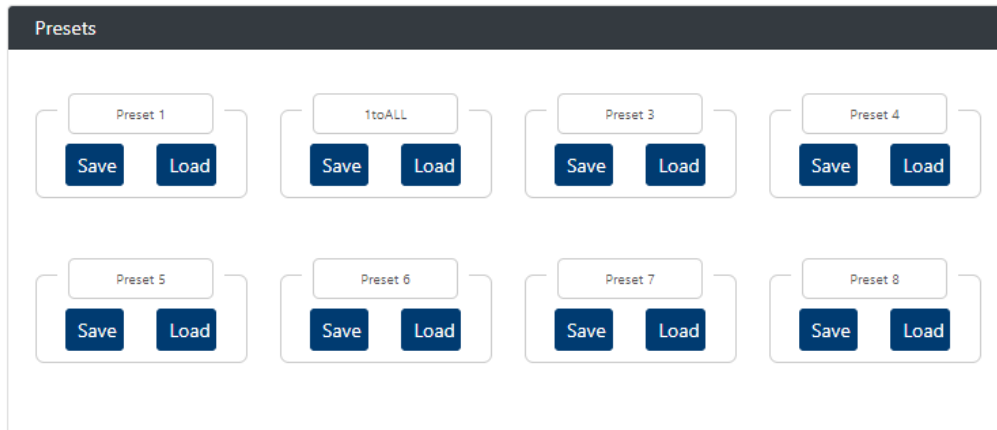 Presets
Preset 1 1toALL Preset 3 Preset 4
Save Load Save Load Save Load Save Load
Preset 5 Preset 6 Preset 7 Preset 8
Save Load Save Load Save Load Save Load